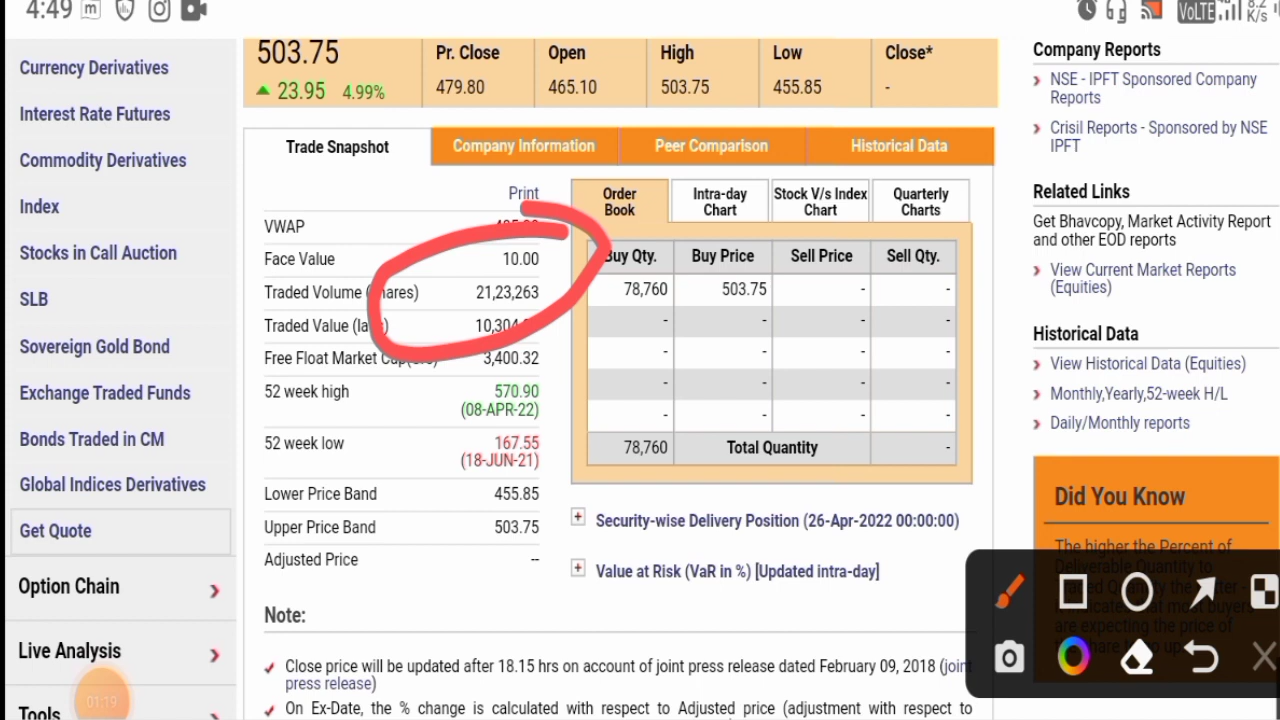 4:49
m
VoLTE
8.2
K/s
Currency Derivatives
Interest Rate Futures
Commodity Derivatives
Index
Stocks in Call Auction
SLB
Sovereign Gold Bond
Exchange Traded Funds
Bonds Traded in CM
Global Indices Derivatives
Get Quote
Option Chain
Live Analysis
01:19
Tools
503.75
23.95 4.99%
Pr. Close Open High Low Close*
479.80 465.10 503.75 455.85 -
Trade Snapshot Company Information Peer Comparison Historical Data
Print
VWAP
Face Value 10.00
Traded Volume (shares) 21,23,263
Traded Value 10,304
Free Float Market 3,400.32
52 week high 570.90
(08-APR-22)
52 week low 167.55
(18-JUN-21)
Lower Price Band 455.85
Upper Price Band 503.75
Adjusted Price --
Order Book
Intra-day Chart
Stock V/s Index Chart
Quarterly Charts
Buy Qty. Buy Price Sell Price Sell Qty.
78,760 503.75 - -
- - - -
- - - -
- - - -
- - - -
78,760 Total Quantity -
+ Security-wise Delivery Position (26-Apr-2022 00:00:00)
+ Value at Risk (VaR in %) [Updated intra-day]
Note:
Close price will be updated after 18.15 hrs on account of joint press release dated February 09, 2018 (joint
press release)
On Ex-Date, the % change is calculated with respect to Adjusted price (adjustment with respect to
Company Reports
NSE - IPFT Sponsored Company
Reports
Crisil Reports - Sponsored by NSE
IPFT
Related Links
Get Bhavcopy, Market Activity Report
and other EOD reports
View Current Market Reports
(Equities)
Historical Data
View Historical Data (Equities)
Monthly,Yearly,52-week H/L
Daily/Monthly reports
Did You Know
The higher the Percent of
Deliverable Quantity to